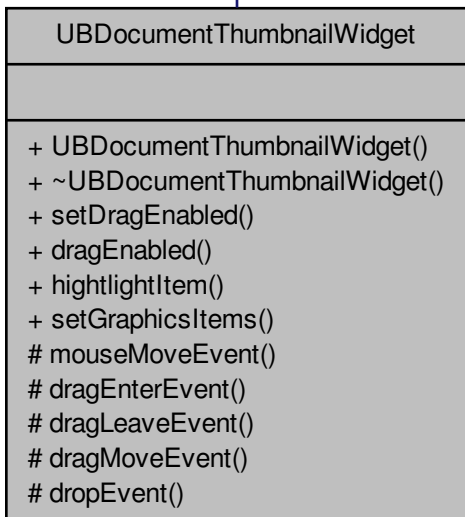 UBDocumentThumbnailWidget
+ UBDocumentThumbnailWidget()
+ ~UBDocumentThumbnailWidget()
+ setDragEnabled()
+ dragEnabled()
+ hightlightItem()
+ setGraphicsItems()
# mouseMoveEvent()
# dragEnterEvent()
# dragLeaveEvent()
# dragMoveEvent()
# dropEvent()